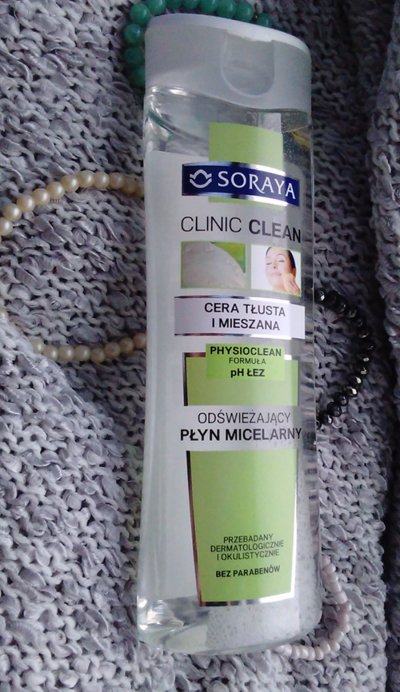 SORAYA
CLINIC CLEAN
CERA TŁUSTA
I MIESZANA
PHYSIOCLEAN
FORMUŁA
pH ŁEZ
ODŚWIEŻAJĄCY
PŁYN MICELARNY
PRZEBADANY
DERMATOLOGICZNIE
I OKULISTYCZNIE
BEZ PARABENÓW